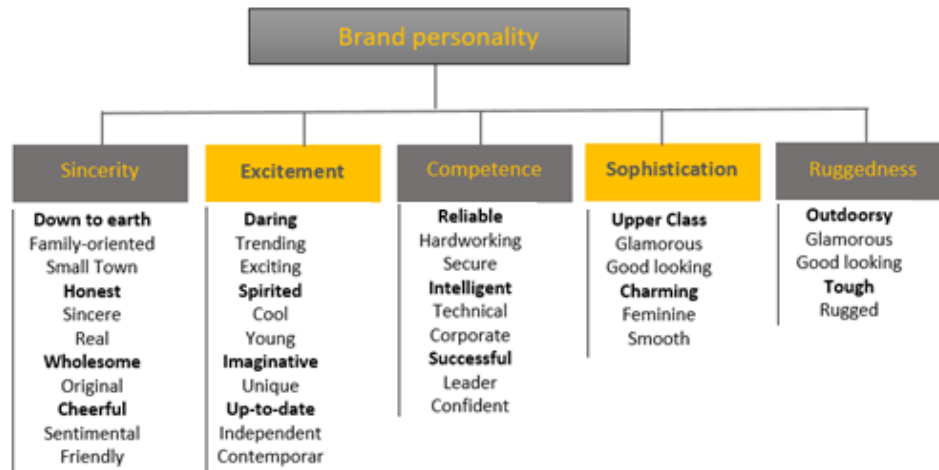 Brand personality
Sincerity
Down to earth
Family-oriented
Small Town
Honest
Sincere
Real
Wholesome
Original
Cheerful
Sentimental
Friendly
Excitement
Daring
Trending
Exciting
Spirited
Cool
Young
Imaginative
Unique
Up-to-date
Independent
Contemporar
Competence
Reliable
Hardworking
Secure
Intelligent
Technical
Corporate
Successful
Leader
Confident
Sophistication
Upper Class
Glamorous
Good looking
Charming
Feminine
Smooth
Ruggedness
Outdoorsy
Glamorous
Good looking
Tough
Rugged